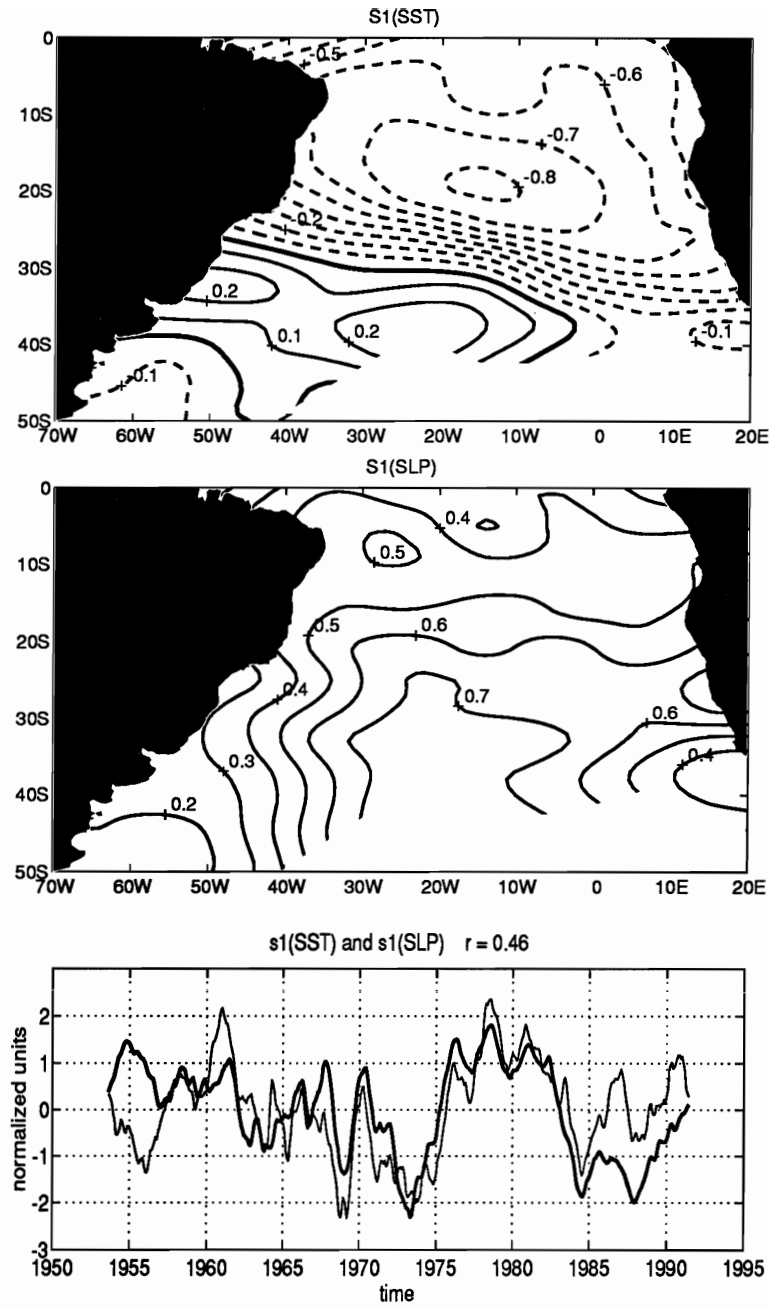 S1(SST)
0
-0.5
-0.6
10S
-0.7
20S
-0.8
-0.2
30S
0.2
0.1
0.2
-0.1
40S
-0.1
50S
70W 60W 50W 40W 30W 20W 10W 0 10E 20E
S1(SLP)
0
0.4
0.5
10S
20S
0.5
0.6
0.4
0.7
30S
0.6
0.3
0.4
40S
0.2
50S
70W 60W 50W 40W 30W 20W 10W 0 10E 20E
s1(SST) and s1(SLP) r = 0.46
normalized units
2
1
0
-1
-2
-3
1950 1955 1960 1965 1970 1975 1980 1985 1990 1995
time